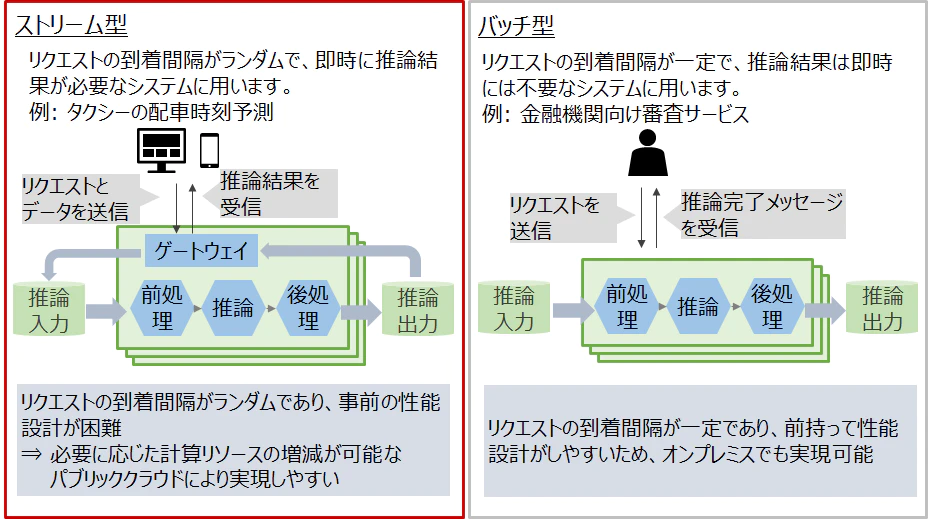 ストリーム型
リクエストの到着間隔がランダムで、即時に推論結
果が必要なシステムに用います。
例: タクシーの配車時刻予測
リクエストと
データを送信
推論結果を
受信
ゲートウェイ
推論
入力
前処
理
推論
後処
理
推論
出力
リクエストの到着間隔がランダムであり、事前の性能
設計が困難
⇒ 必要に応じた計算リソースの増減が可能な
パブリッククラウドにより実現しやすい
バッチ型
リクエストの到着間隔が一定で、推論結果は即時
には不要なシステムに用います。
例: 金融機関向け審査サービス
リクエストを
送信
推論完了メッセージ
を受信
推論
入力
前処
理
推論
後処
理
推論
出力
リクエストの到着間隔が一定であり、前持って性能
設計がしやすいため、オンプレミスでも実現可能